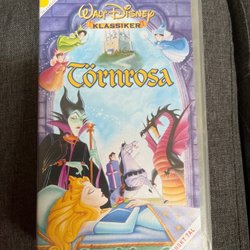 WALT DISNEY
KLASSIKER
Törnrosa